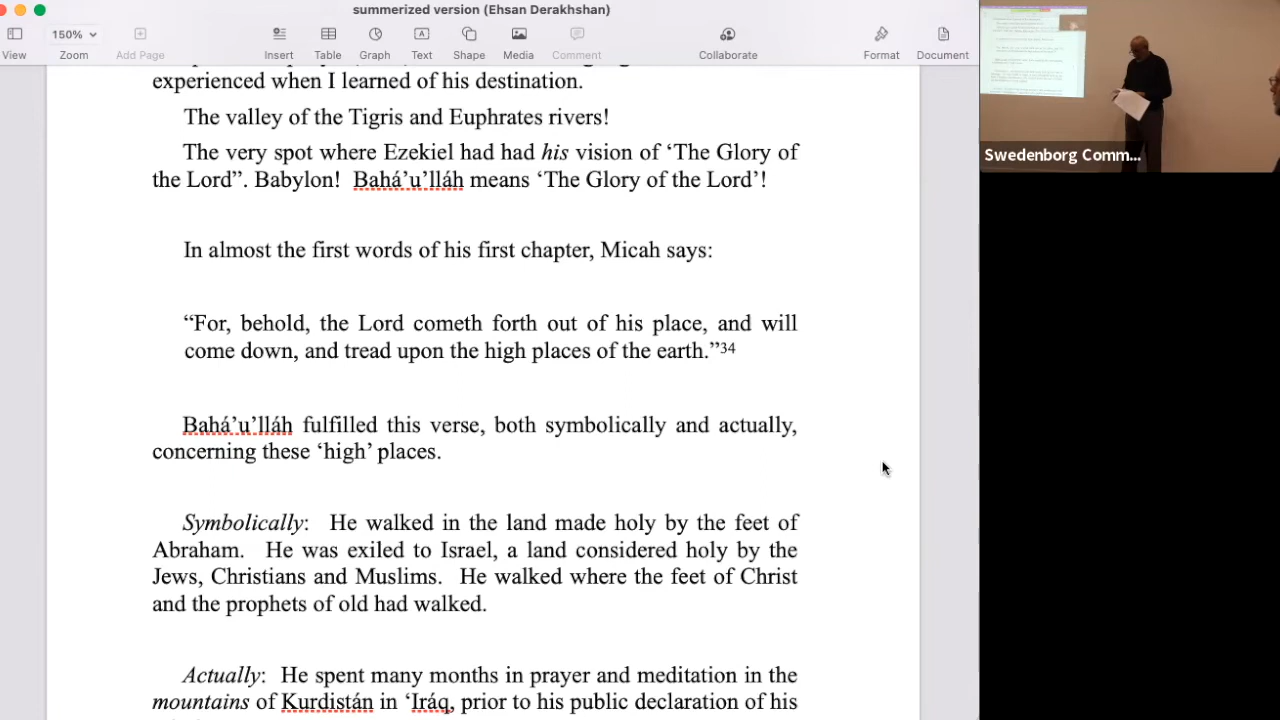 summerized version (Ehsan Derakhshan)
View
150%
Zoom
Add Page
Insert
Table
Graph
Text
Shape
Media
Comment
Collaborate
Format
Document
experienced when I learned of his destination.
The valley of the Tigris and Euphrates rivers!
The very spot where Ezekiel had had his vision of ‘The Glory of
the Lord”. Babylon! Bahá’u’lláh means ‘The Glory of the Lord’!
In almost the first words of his first chapter, Micah says:
“For, behold, the Lord cometh forth out of his place, and will
come down, and tread upon the high places of the earth.”34
Bahá’u’lláh fulfilled this verse, both symbolically and actually,
concerning these ‘high’ places.
Symbolically: He walked in the land made holy by the feet of
Abraham. He was exiled to Israel, a land considered holy by the
Jews, Christians and Muslims. He walked where the feet of Christ
and the prophets of old had walked.
Actually: He spent many months in prayer and meditation in the
mountains of Kurdistán in ‘Iráq, prior to his public declaration of his
Swedenborg Comm...